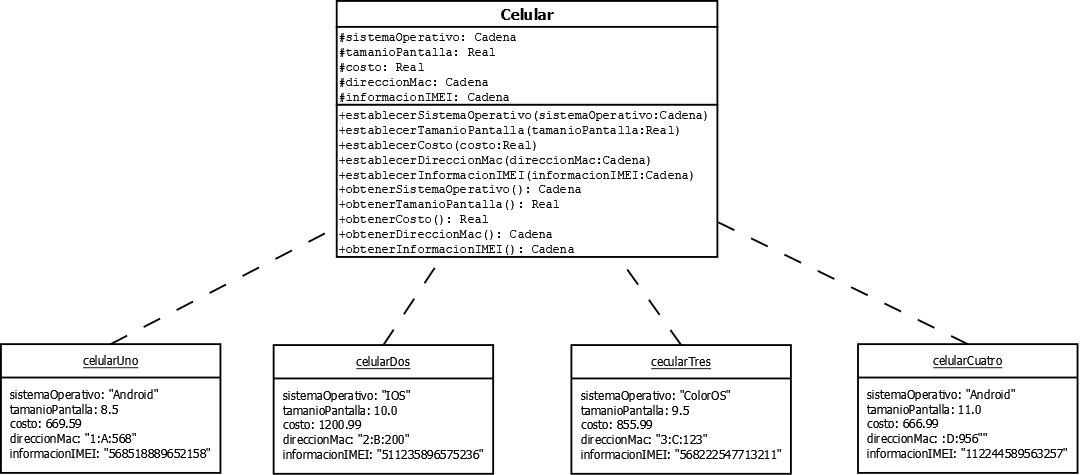 Celular
#sistemaOperativo: Cadena
#tamanioPantalla: Real
#costo: Real
#direccionMac: Cadena
#informacionIMEI: Cadena
+establecerSistemaOperativo(sistemaOperativo:Cadena)
+establecerTamanioPantalla(tamanioPantalla:Real)
+establecerCosto(costo:Real)
+establecerDireccionMac(direccionMac:Cadena)
+establecerInformacionIMEI(informacionIMEI:Cadena)
+obtenerSistemaOperativo(): Cadena
+obtenerTamanioPantalla(): Real
+obtenerCosto(): Real
+obtenerDireccionMac(): Cadena
+obtenerInformacionIMEI(): Cadena
celularUno
sistemaOperativo: "Android"
tamanioPantalla: 8.5
costo: 669.59
direccionMac: "1:A:568"
informacionIMEI: "568518889652158"
celularDos
sistemaOperativo: "IOS"
tamanioPantalla: 10.0
costo: 1200.99
direccionMac: "2:B:200"
informacionIMEI: "511235896575236"
cecularTres
sistemaOperativo: "ColorOS"
tamanioPantalla: 9.5
costo: 855.99
direccionMac: "3:C:123"
informacionIMEI: "568222547713211"
celularCuatro
sistemaOperativo: "Android"
tamanioPantalla: 11.0
costo: 666.99
direccionMac: :D:956""
informacionIMEI: "112244589563257"